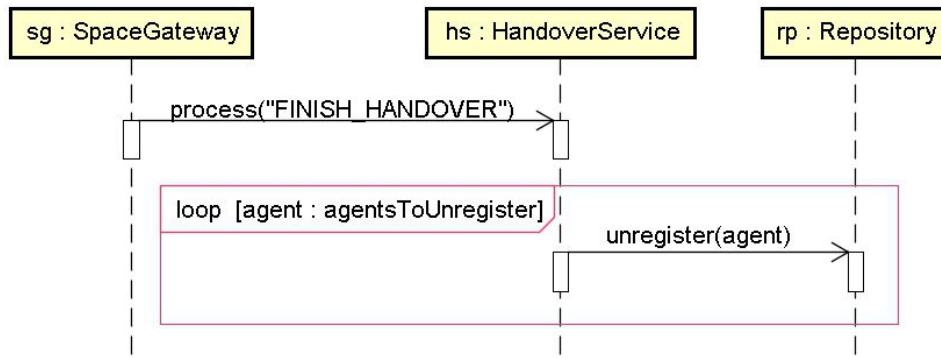 sg : SpaceGateway
hs : HandoverService
rp : Repository
process("FINISH_HANDOVER")
loop [agent : agentsToUnregister]
unregister(agent)